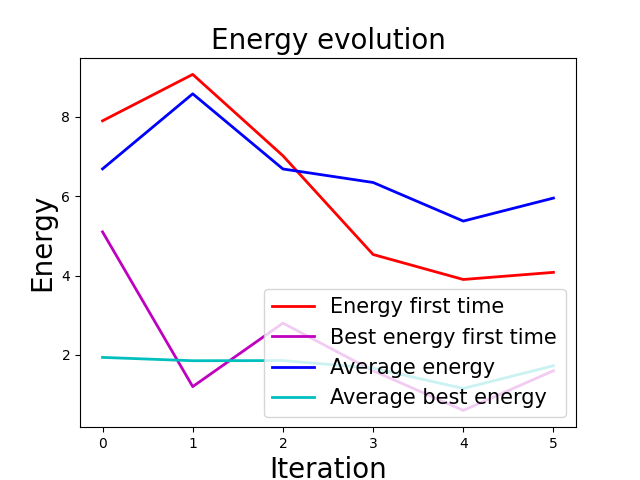 Energy evolution
Energy
8
6
4
2
Energy first time
Best energy first time
Average energy
Average best energy
0 1 2 3 4 5
Iteration